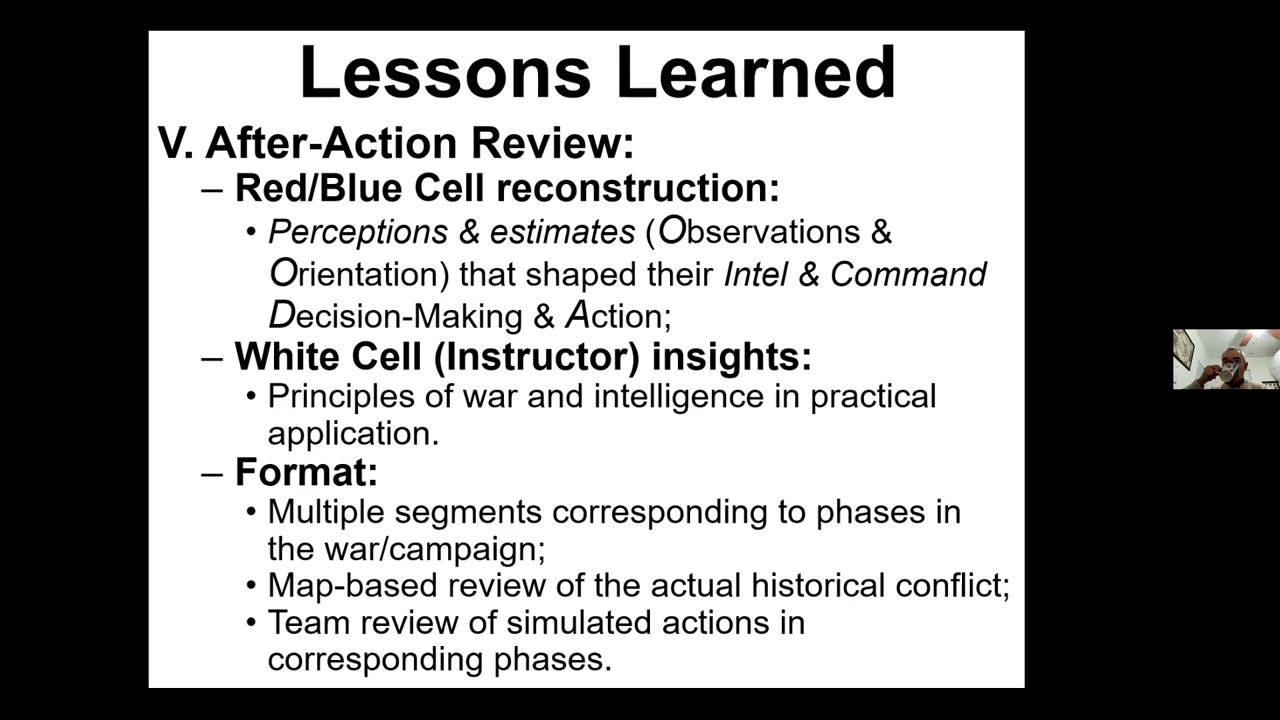 Lessons Learned
V. After-Action Review:
– Red/Blue Cell reconstruction:
• Perceptions & estimates (Observations &
Orientation) that shaped their Intel & Command
Decision-Making & Action;
– White Cell (Instructor) insights:
• Principles of war and intelligence in practical
application.
– Format:
• Multiple segments corresponding to phases in
the war/campaign;
• Map-based review of the actual historical conflict;
• Team review of simulated actions in
corresponding phases.